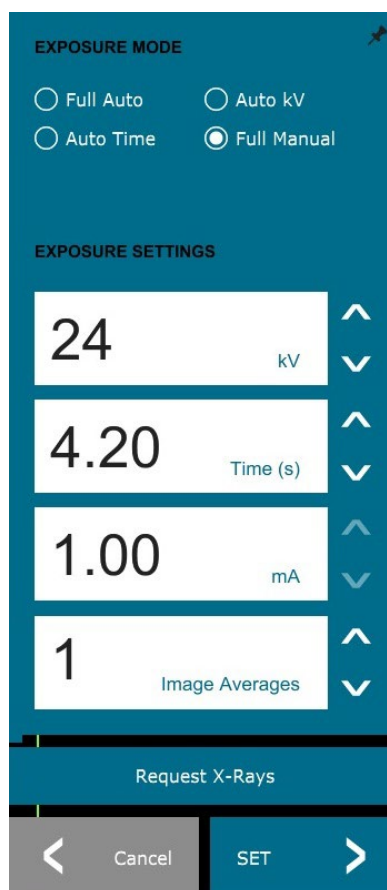 EXPOSURE MODE
Full Auto
Auto kV
Auto Time
Full Manual
EXPOSURE SETTINGS
24
kV
4.20
Time (s)
1.00
mA
1
Image Averages
Request X-Rays
Cancel
SET